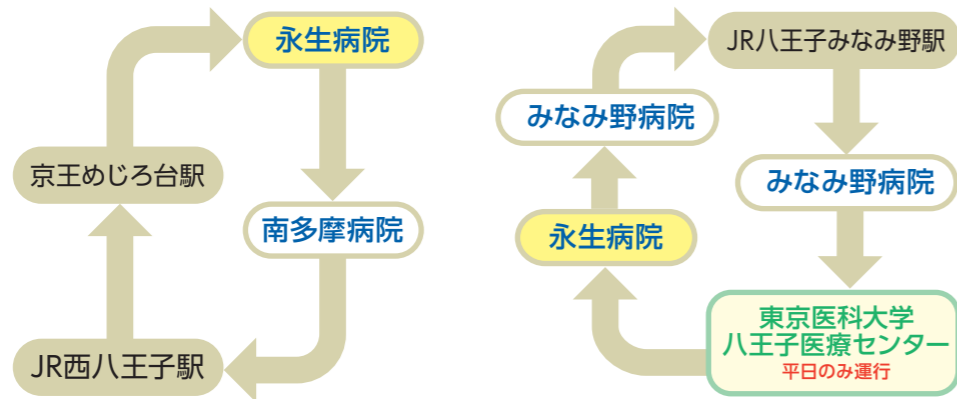 永生病院
京王めじろ台駅
南多摩病院
JR西八王子駅
JR八王子みなみ野駅
みなみ野病院
みなみ野病院
永生病院
東京医科大学
八王子医療センター
平日のみ運行